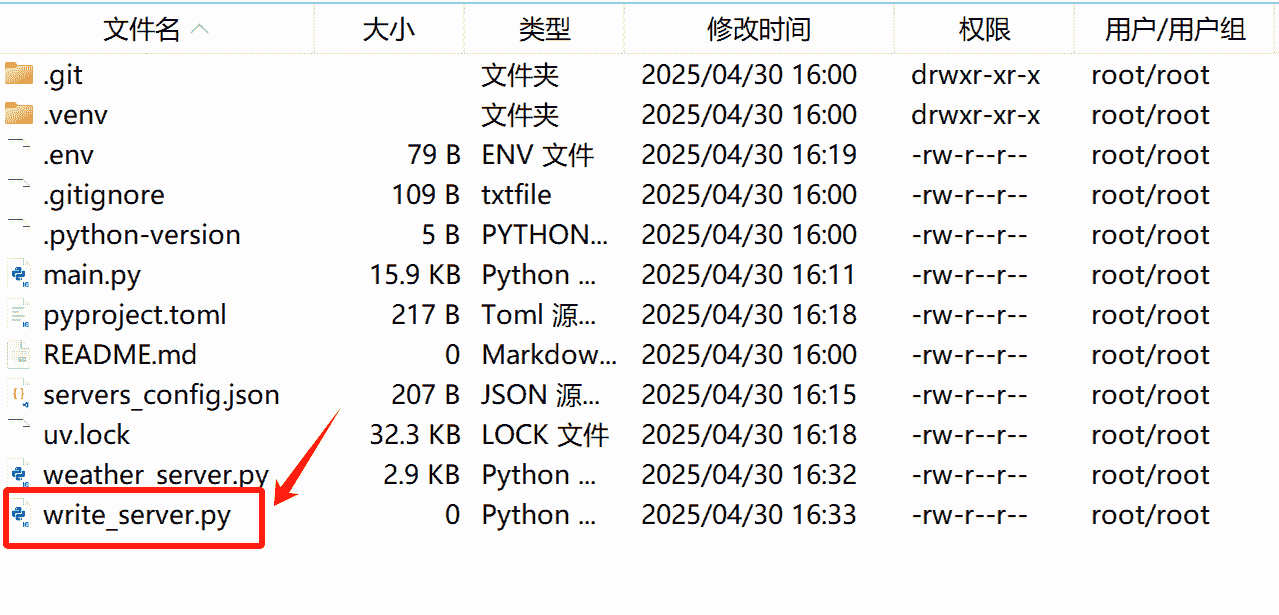 文件名 大小 类型 修改时间 权限 用户/用户组
.git 文件夹 2025/04/30 16:00 drwxr-xr-x root/root
.venv 文件夹 2025/04/30 16:00 drwxr-xr-x root/root
.env 79 B ENV 文件 2025/04/30 16:19 -rw-r--r-- root/root
.gitignore 109 B txtfile 2025/04/30 16:00 -rw-r--r-- root/root
.python-version 5 B PYTHON... 2025/04/30 16:00 -rw-r--r-- root/root
main.py 15.9 KB Python ... 2025/04/30 16:11 -rw-r--r-- root/root
pyproject.toml 217 B Toml 源... 2025/04/30 16:18 -rw-r--r-- root/root
README.md 0 Markdow... 2025/04/30 16:00 -rw-r--r-- root/root
servers_config.json 207 B JSON 源... 2025/04/30 16:15 -rw-r--r-- root/root
uv.lock 32.3 KB LOCK 文件 2025/04/30 16:18 -rw-r--r-- root/root
weather_server.py 2.9 KB Python ... 2025/04/30 16:32 -rw-r--r-- root/root
write_server.py 0 Python ... 2025/04/30 16:33 -rw-r--r-- root/root